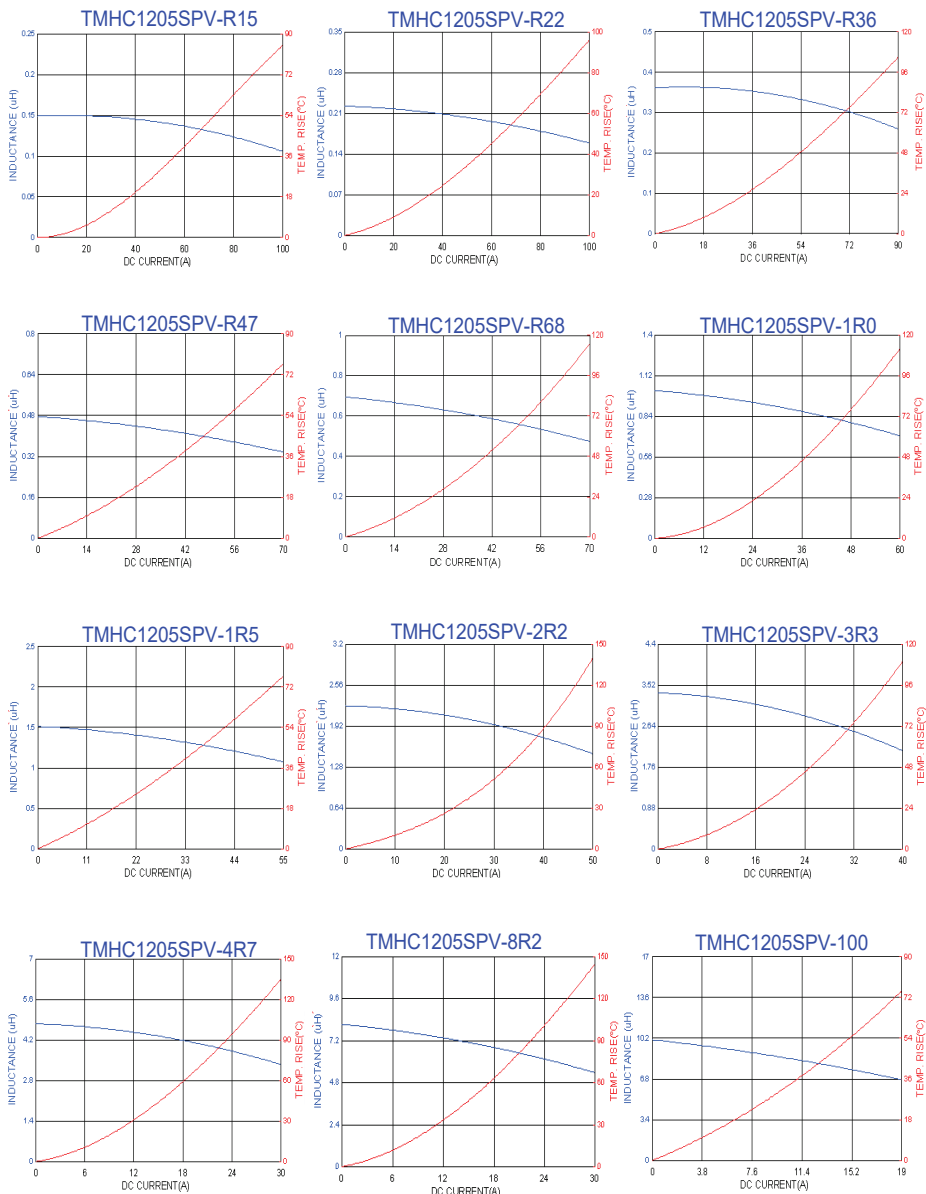 TMHC1205SPV-R15
INDUCTANCE (uH)
0.25
0.2
0.15
0.1
0.05
0
TEMP. RISE(ºC)
90
72
54
36
18
0
0 20 40 60 80 100
DC CURRENT(A)
TMHC1205SPV-R22
INDUCTANCE (uH)
0.35
0.28
0.21
0.14
0.07
0
TEMP. RISE(ºC)
100
80
60
40
20
0
0 20 40 60 80 100
DC CURRENT(A)
TMHC1205SPV-R36
INDUCTANCE (uH)
0.5
0.4
0.3
0.2
0.1
0
TEMP. RISE(ºC)
120
96
72
48
24
0
0 18 36 54 72 90
DC CURRENT(A)
TMHC1205SPV-R47
INDUCTANCE (uH)
0.8
0.64
0.48
0.32
0.16
0
TEMP. RISE(ºC)
90
72
54
36
18
0
0 14 28 42 56 70
DC CURRENT(A)
TMHC1205SPV-R68
INDUCTANCE (uH)
1
0.8
0.6
0.4
0.2
0
TEMP. RISE(ºC)
120
96
72
48
24
0
0 14 28 42 56 70
DC CURRENT(A)
TMHC1205SPV-1R0
INDUCTANCE (uH)
1.4
1.12
0.84
0.56
0.28
0
TEMP. RISE(ºC)
120
96
72
48
24
0
0 12 24 36 48 60
DC CURRENT(A)
TMHC1205SPV-1R5
INDUCTANCE (uH)
2.5
2
1.5
1
0.5
0
TEMP. RISE(ºC)
90
72
54
36
18
0
0 11 22 33 44 55
DC CURRENT(A)
TMHC1205SPV-2R2
INDUCTANCE (uH)
3.2
2.56
1.92
1.28
0.64
0
TEMP. RISE(ºC)
150
120
90
60
30
0
0 10 20 30 40 50
DC CURRENT(A)
TMHC1205SPV-3R3
INDUCTANCE (uH)
4.4
3.52
2.64
1.76
0.88
0
TEMP. RISE(ºC)
120
96
72
48
24
0
0 8 16 24 32 40
DC CURRENT(A)
TMHC1205SPV-4R7
INDUCTANCE (uH)
7
5.6
4.2
2.8
1.4
0
TEMP. RISE(ºC)
150
120
90
60
30
0
0 6 12 18 24 30
DC CURRENT(A)
TMHC1205SPV-8R2
INDUCTANCE (uH)
12
9.6
7.2
4.8
2.4
0
TEMP. RISE(ºC)
150
120
90
60
30
0
0 6 12 18 24 30
DC CURRENT(A)
TMHC1205SPV-100
INDUCTANCE (uH)
17
13.6
10.2
6.8
3.4
0
TEMP. RISE(ºC)
90
72
54
36
18
0
0 3.8 7.6 11.4 15.2 19
DC CURRENT(A)